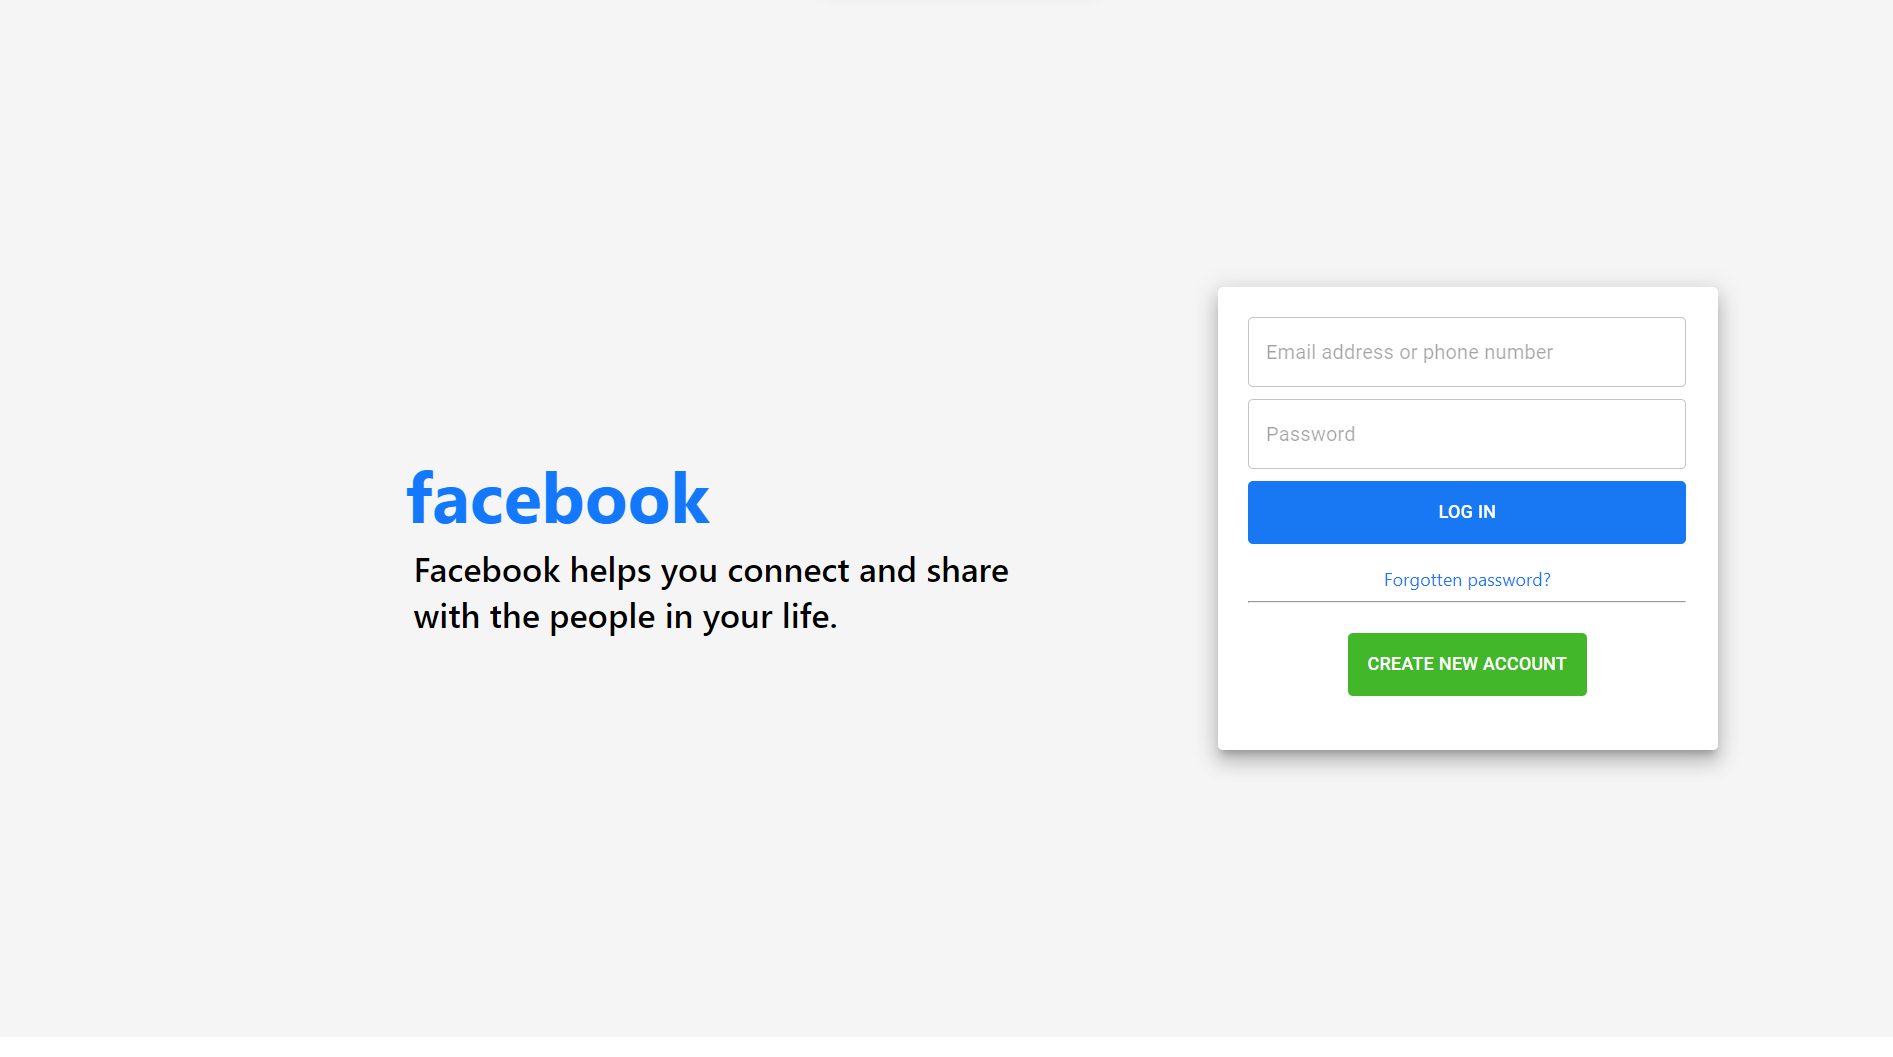 facebook
Facebook helps you connect and share
with the people in your life.
Email address or phone number
Password
LOG IN
Forgotten password?
CREATE NEW ACCOUNT